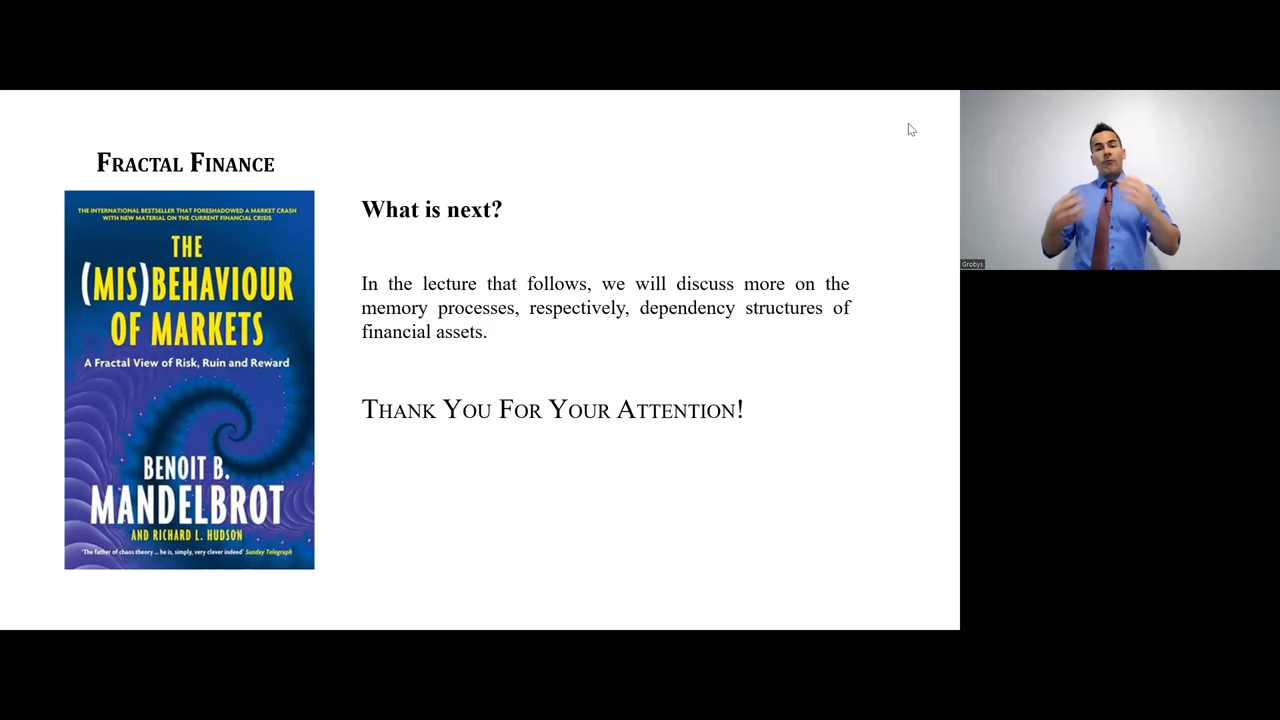 FRACTAL FINANCE
THE INTERNATIONAL BESTSELLER THAT FORESHADOWED A MARKET CRASH
WITH NEW MATERIAL ON THE CURRENT FINANCIAL CRISIS
THE
(MIS)BEHAVIOUR
OF MARKETS
A Fractal View of Risk, Ruin and Reward
BENOIT B.
MANDELBROT
AND RICHARD L. HUDSON
'The father of chaos theory ... he is, simply, very clever indeed' Sunday Telegraph
What is next?
In the lecture that follows, we will discuss more on the
memory processes, respectively, dependency structures of
financial assets.
THANK YOU FOR YOUR ATTENTION!
Grobys